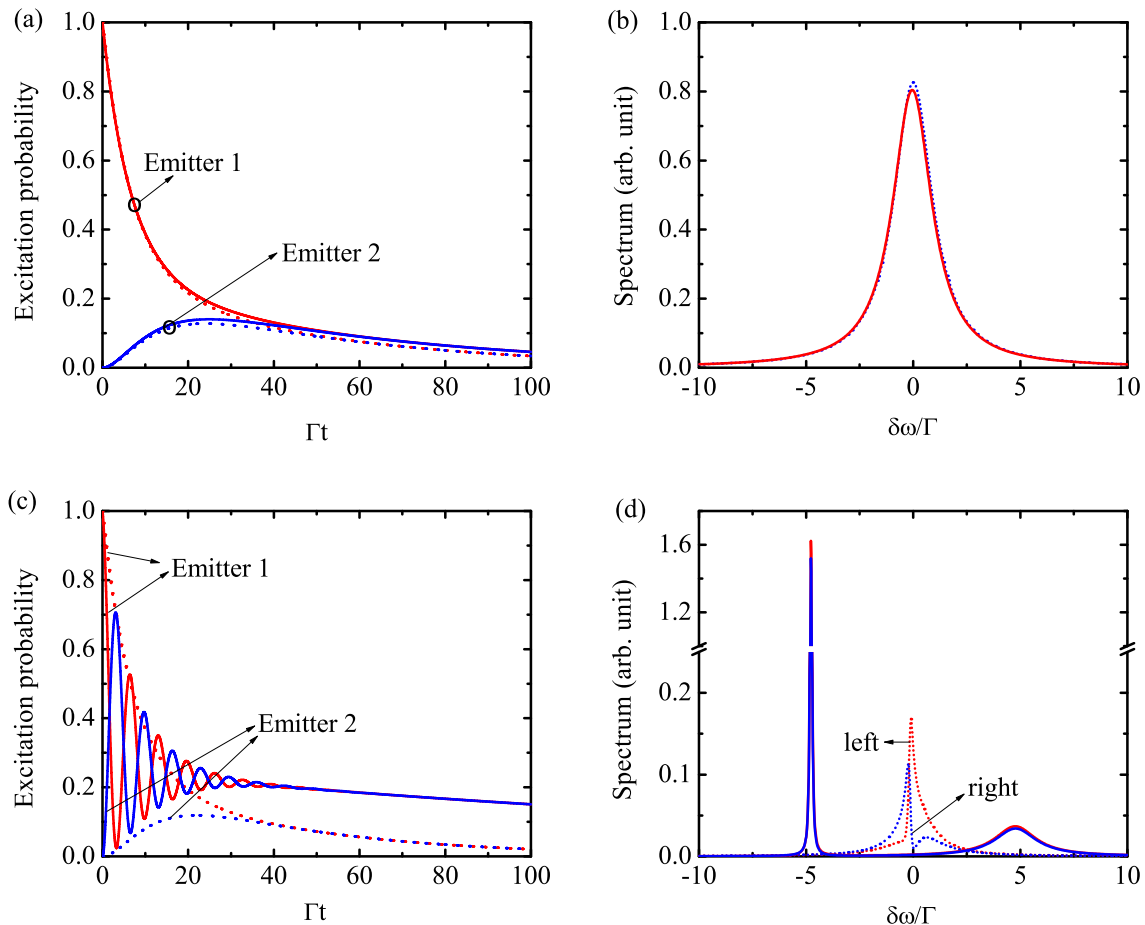 (a)
1.0
0.8
0.6
0.4
0.2
0.0
Excitation probability
Emitter 1
Emitter 2
0 20 40 60 80 100
Γt
(b)
1.0
0.8
0.6
0.4
0.2
0.0
Spectrum (arb. unit)
-10 -5 0 5 10
δω/Γ
(c)
1.0
0.8
0.6
0.4
0.2
0.0
Excitation probability
Emitter 1
Emitter 2
0 20 40 60 80 100
Γt
(d)
1.6
1.2
0.2
0.1
0.0
Spectrum (arb. unit)
left
right
-10 -5 0 5 10
δω/Γ